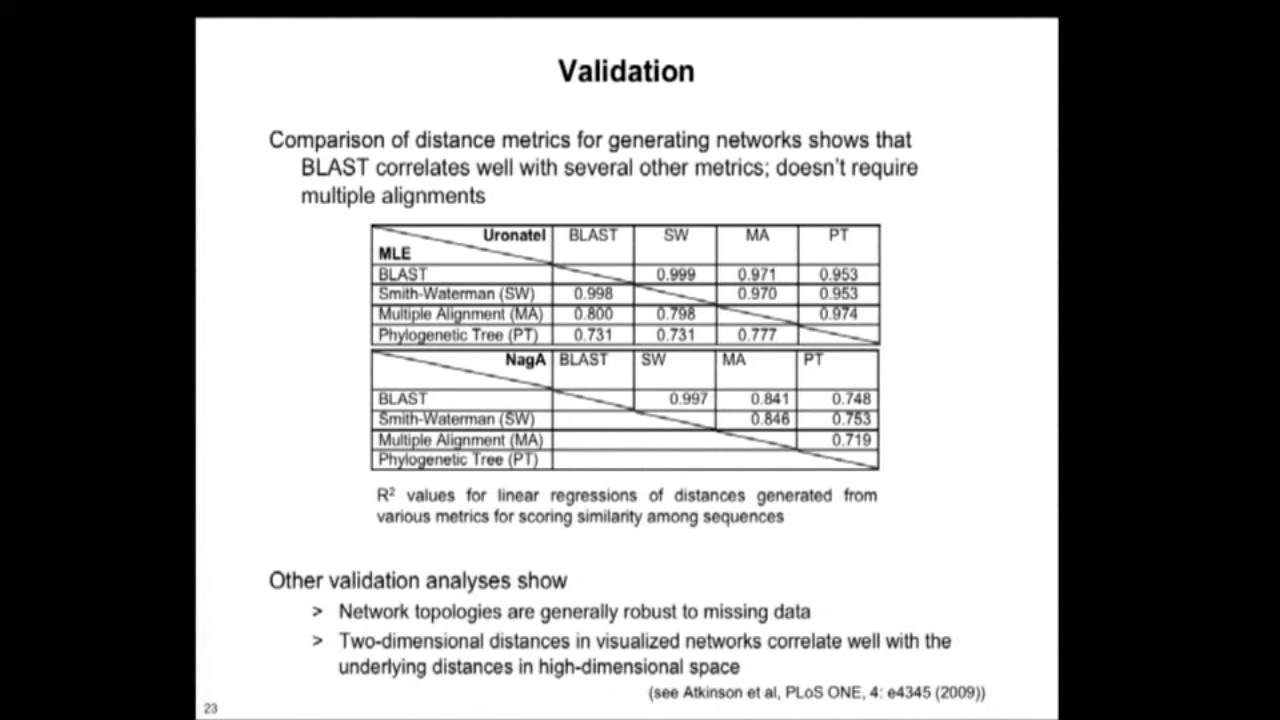 Validation
Comparison of distance metrics for generating networks shows that
BLAST correlates well with several other metrics; doesn't require
multiple alignments
Uronatel BLAST SW MA PT
MLE
BLAST 0.999 0.971 0.953
Smith-Waterman (SW) 0.998 0.970 0.953
Multiple Alignment (MA) 0.800 0.798 0.974
Phylogenetic Tree (PT) 0.731 0.731 0.777
NagA BLAST SW MA PT
BLAST 0.997 0.841 0.748
Smith-Waterman (SW) 0.846 0.753
Multiple Alignment (MA) 0.719
Phylogenetic Tree (PT)
R² values for linear regressions of distances generated from
various metrics for scoring similarity among sequences
Other validation analyses show
> Network topologies are generally robust to missing data
> Two-dimensional distances in visualized networks correlate well with the
underlying distances in high-dimensional space
(see Atkinson et al, PLoS ONE, 4: e4345 (2009))
23